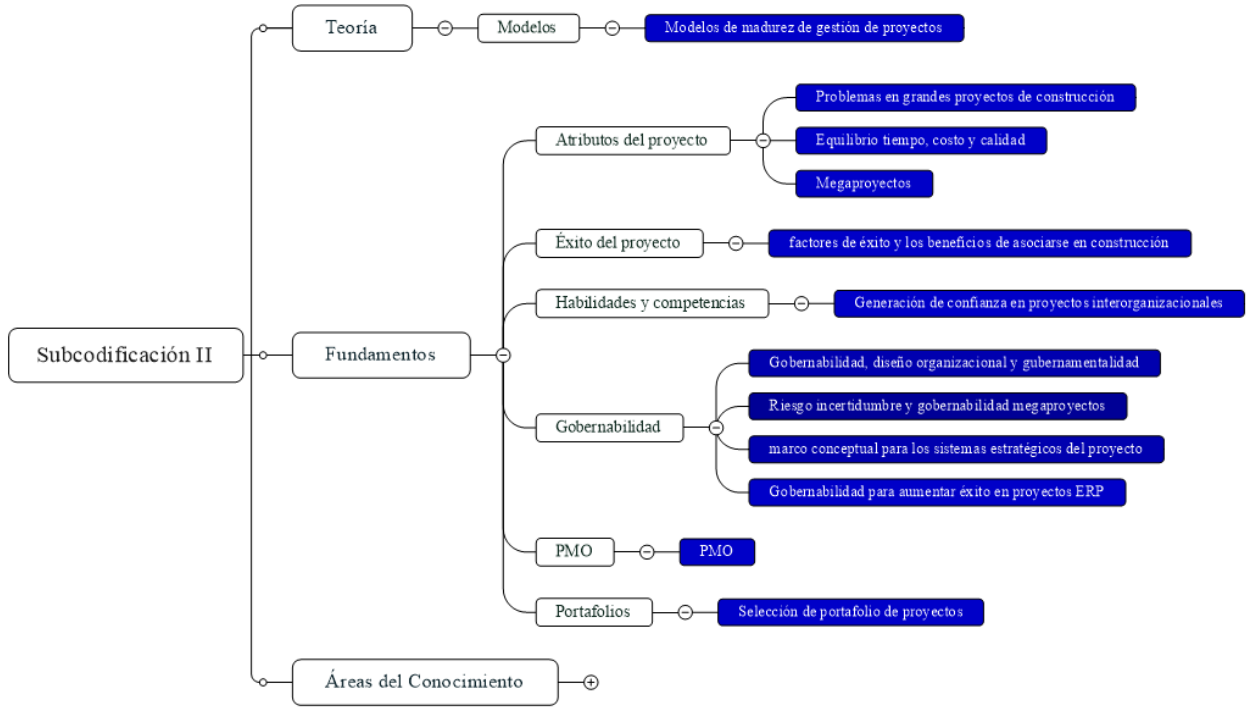 Subcodificación II
Teoría
Modelos
Modelos de madurez de gestión de proyectos
Fundamentos
Atributos del proyecto
Problemas en grandes proyectos de construcción
Equilibrio tiempo, costo y calidad
Megaproyectos
Éxito del proyecto
factores de éxito y los beneficios de asociarse en construcción
Habilidades y competencias
Generación de confianza en proyectos interorganizacionales
Gobernabilidad
Gobernabilidad, diseño organizacional y gubernamentalidad
Riesgo incertidumbre y gobernabilidad megaproyectos
marco conceptual para los sistemas estratégicos del proyecto
Gobernabilidad para aumentar éxito en proyectos ERP
PMO
PMO
Portafolios
Selección de portafolio de proyectos
Áreas del Conocimiento